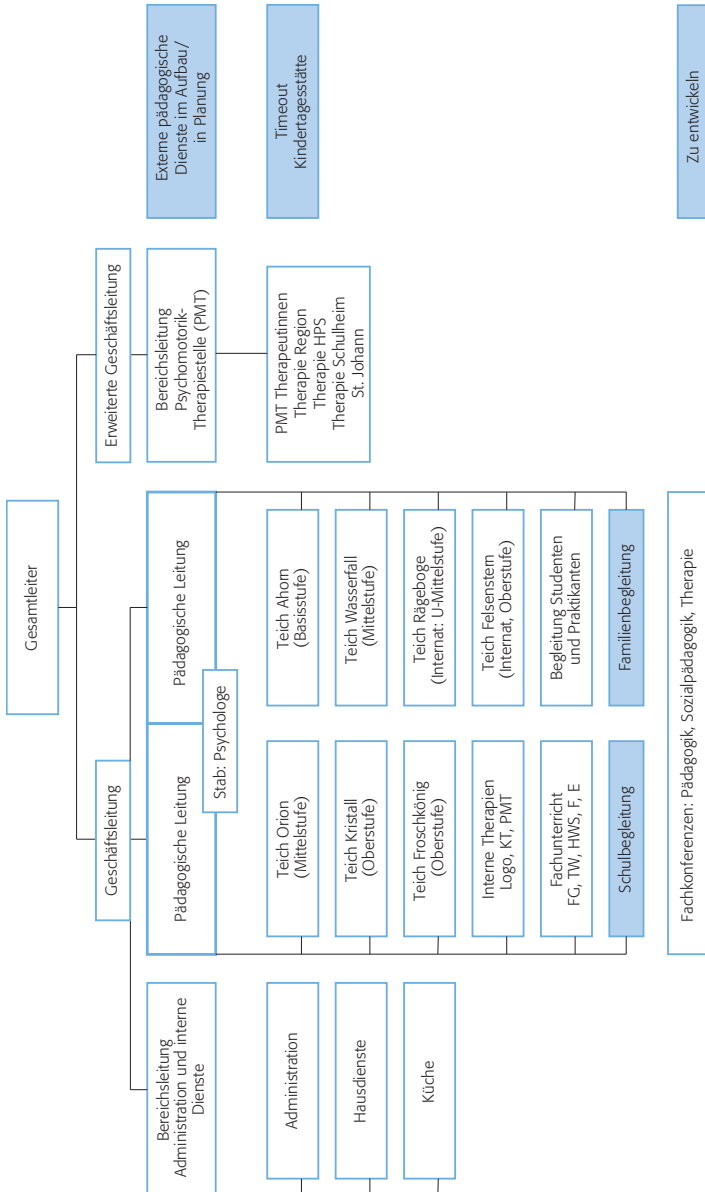 Gesamtleiter
Geschäftsleitung
Erweiterte Geschäftsleitung
Bereichsleitung
Administration und interne
Dienste
Pädagogische Leitung
Pädagogische Leitung
Stab: Psychologe
Bereichsleitung
Psychomotorik-
Therapiestelle (PMT)
Externe pädagogische
Dienste im Aufbau/
in Planung
Administration
Hausdienste
Küche
Teich Orion
(Mittelstufe)
Teich Kristall
(Oberstufe)
Teich Froschkönig
(Oberstufe)
Interne Therapien
Logo, KT, PMT
Fachunterricht
FG, TW, HWS, F, E
Schulbegleitung
Teich Ahorn
(Basisstufe)
Teich Wasserfall
(Mittelstufe)
Teich Rägeboge
(Internat: U-Mittelstufe)
Teich Felsenstern
(Internat, Oberstufe)
Begleitung Studenten
und Praktikanten
Familienbegleitung
PMT Therapeutinnen
Therapie Region
Therapie HPS
Therapie Schulheim
St. Johann
Timeout
Kindertagesstätte
Fachkonferenzen: Pädagogik, Sozialpädagogik, Therapie
Zu entwickeln